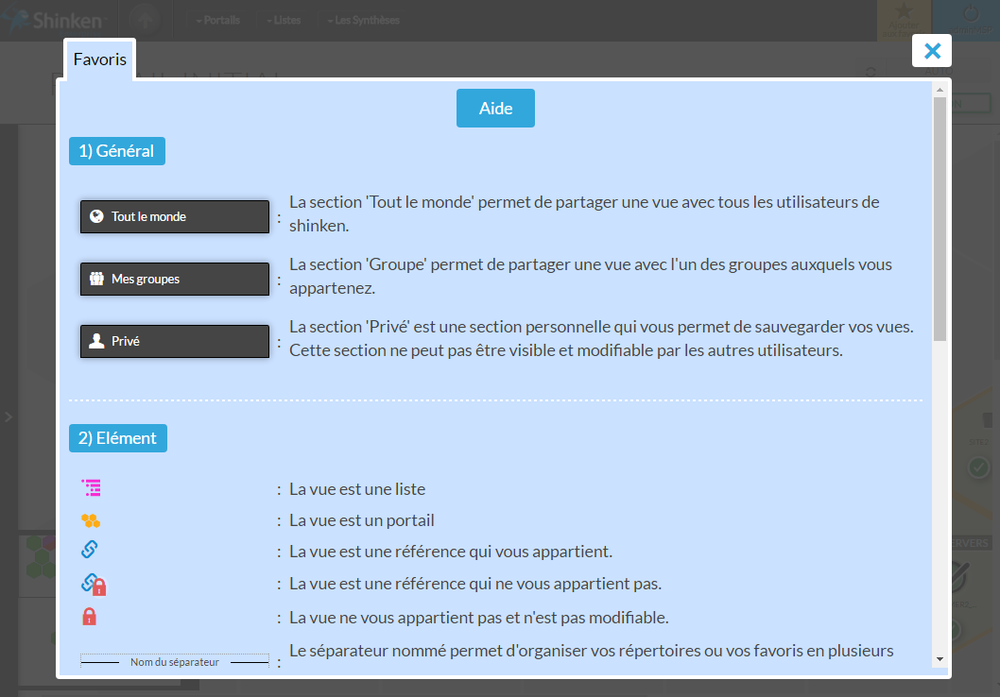 Shinken
Portails
Listes
Les Synthèses
Favoris
Aide
1) Général
Tout le monde
:
La section 'Tout le monde' permet de partager une vue avec tous les utilisateurs de
shinken.
Mes groupes
:
La section 'Groupe' permet de partager une vue avec l'un des groupes auxquels vous
appartenez.
Privé
:
La section 'Privé' est une section personnelle qui vous permet de sauvegarder vos vues.
Cette section ne peut pas être visible et modifiable par les autres utilisateurs.
2) Elément
: La vue est une liste
: La vue est un portail
: La vue est une référence qui vous appartient.
: La vue est une référence qui ne vous appartient pas.
: La vue ne vous appartient pas et n'est pas modifiable.
Nom du séparateur
:
Le séparateur nommé permet d'organiser vos répertoires ou vos favoris en plusieurs